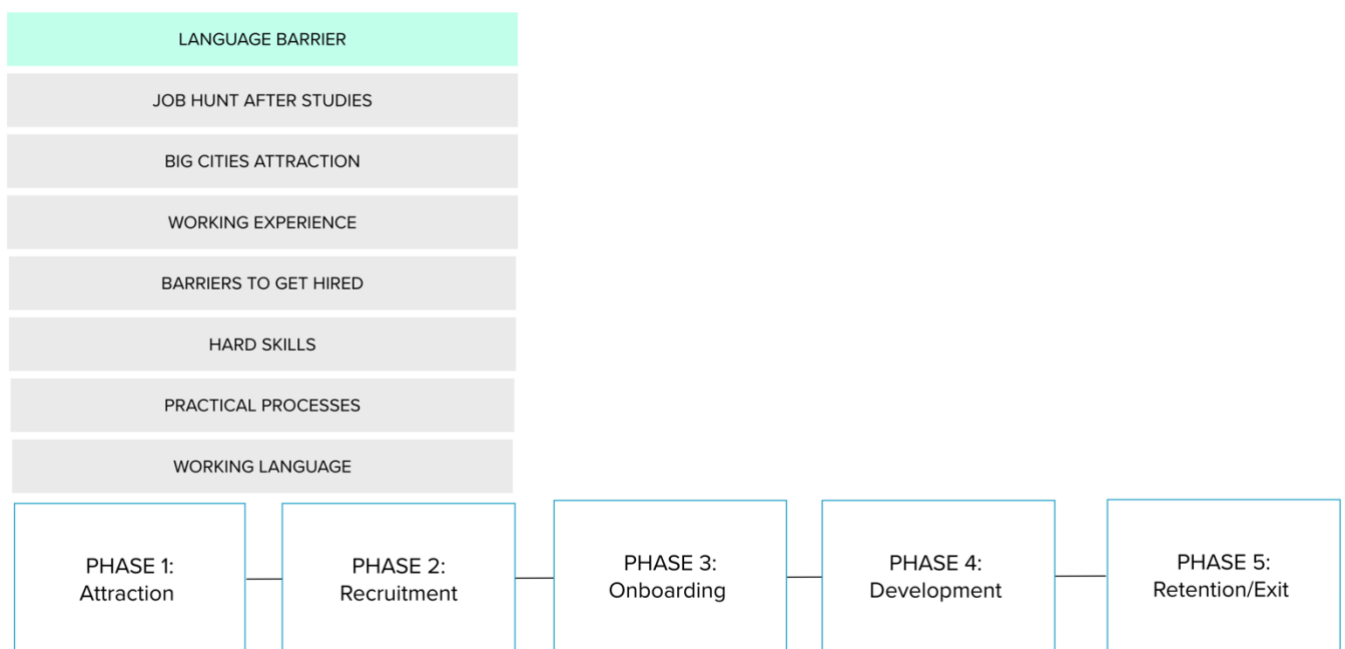 LANGUAGE BARRIER
JOB HUNT AFTER STUDIES
BIG CITIES ATTRACTION
WORKING EXPERIENCE
BARRIERS TO GET HIRED
HARD SKILLS
PRACTICAL PROCESSES
WORKING LANGUAGE
PHASE 1:
Attraction
PHASE 2:
Recruitment
PHASE 3:
Onboarding
PHASE 4:
Development
PHASE 5:
Retention/Exit